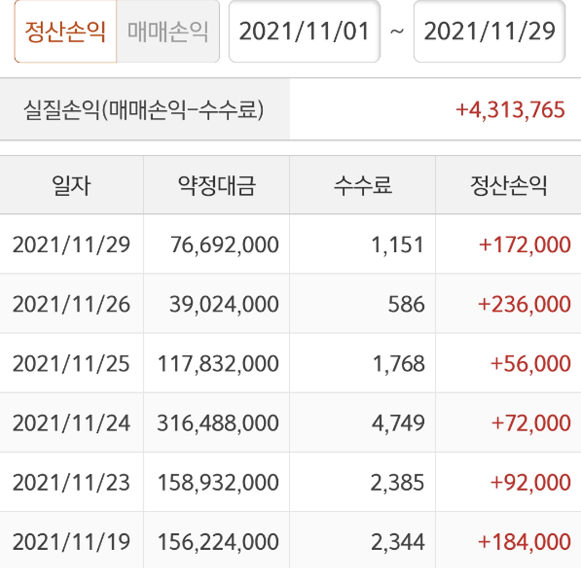 정산손익 매매손익 2021/11/01 ~ 2021/11/29
실질손익(매매손익-수수료) +4,313,765
일자 약정대금 수수료 정산손익
2021/11/29 76,692,000 1,151 +172,000
2021/11/26 39,024,000 586 +236,000
2021/11/25 117,832,000 1,768 +56,000
2021/11/24 316,488,000 4,749 +72,000
2021/11/23 158,932,000 2,385 +92,000
2021/11/19 156,224,000 2,344 +184,000